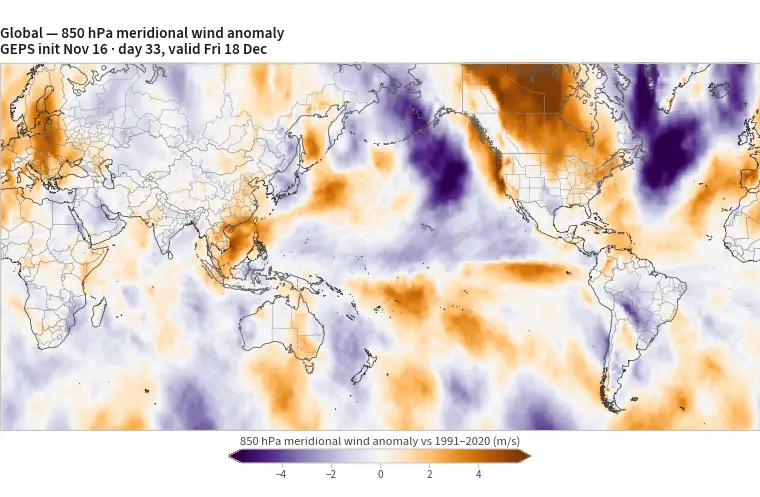 Global — 850 hPa meridional wind anomaly
GEPS init Nov 16 · day 33, valid Fri 18 Dec
850 hPa meridional wind anomaly vs 1991–2020 (m/s)
−4 −2 0 2 4